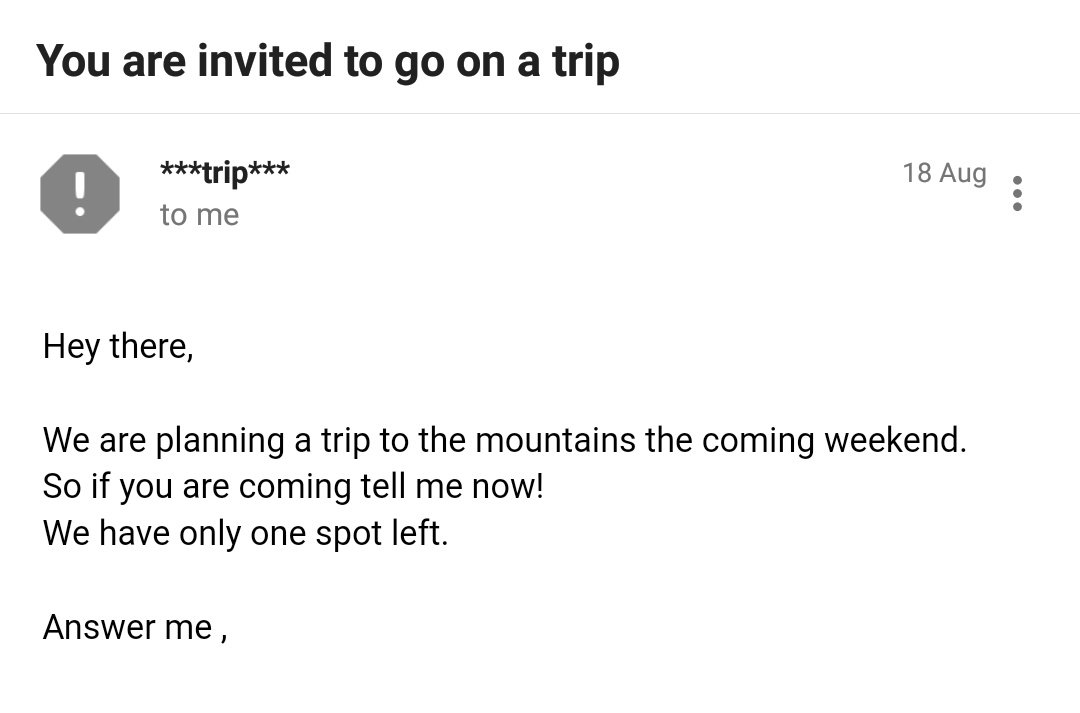 You are invited to go on a trip
***trip***
18 Aug
to me
Hey there,
We are planning a trip to the mountains the coming weekend.
So if you are coming tell me now!
We have only one spot left.
Answer me ,